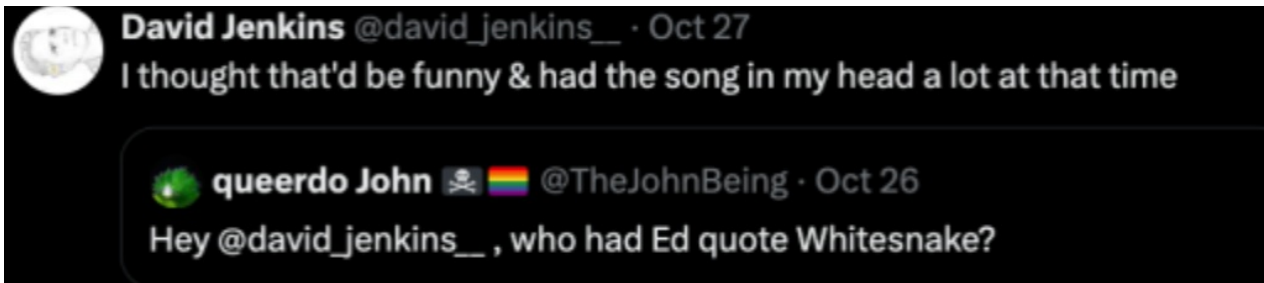 David Jenkins @david_jenkins__ · Oct 27
I thought that'd be funny & had the song in my head a lot at that time
queerdo John 🏴‍☠️🏳️‍🌈 @TheJohnBeing · Oct 26
Hey @david_jenkins__ , who had Ed quote Whitesnake?